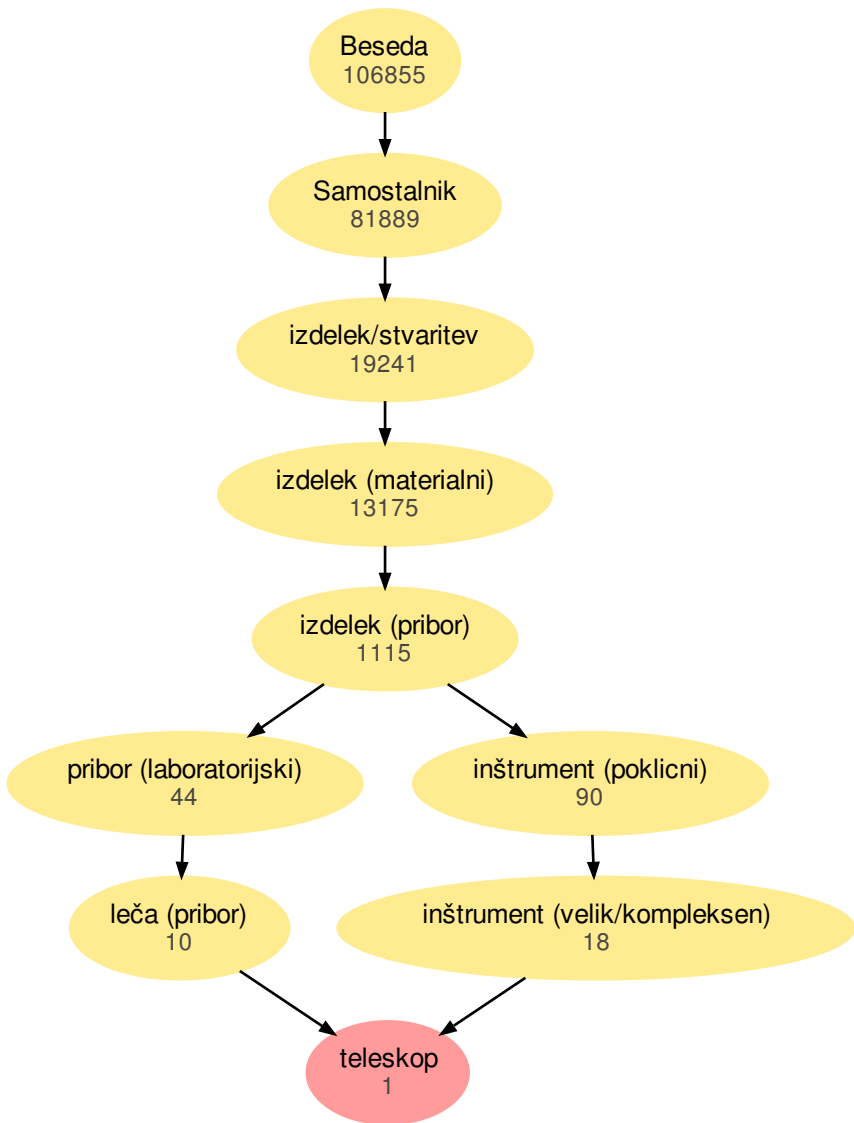 Beseda
106855
Samostalnik
81889
izdelek/stvaritev
19241
izdelek (materialni)
13175
izdelek (pribor)
1115
pribor (laboratorijski)
44
inštrument (poklicni)
90
leča (pribor)
10
inštrument (velik/kompleksen)
18
teleskop
1